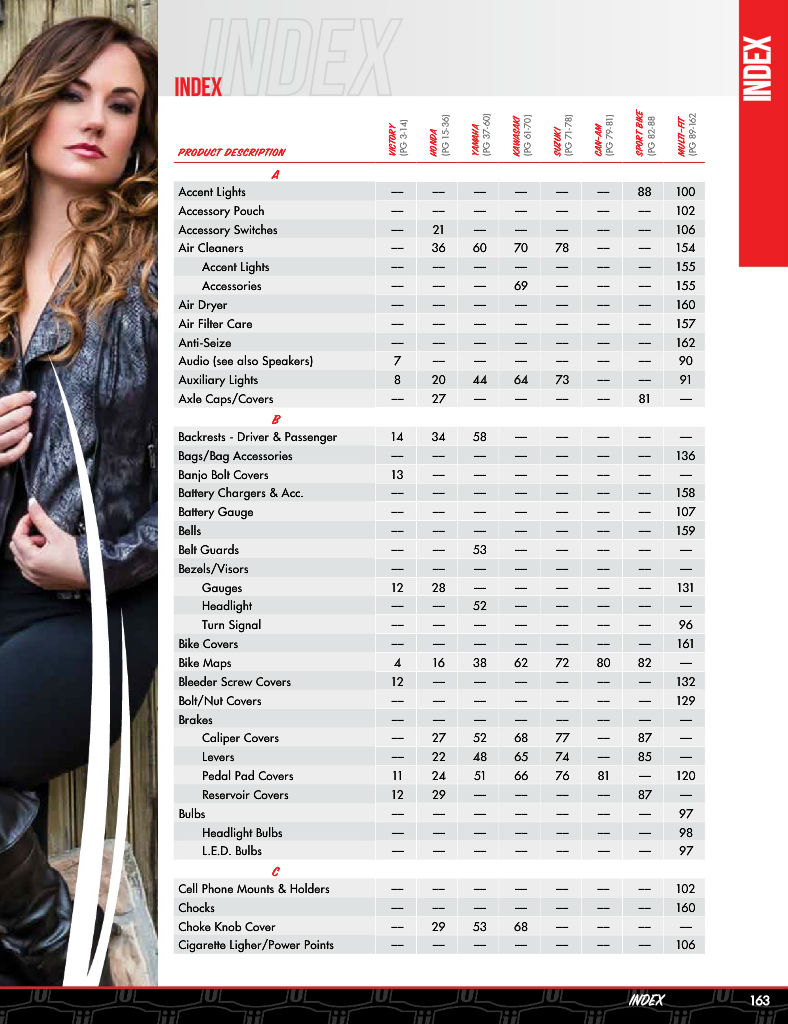 INDEX
INDEX
INDEX
PRODUCT DESCRIPTION VICTORY (PG 3-14) HONDA (PG 15-36) YAMAHA (PG 37-60) KAWASAKI (PG 61-70) SUZUKI (PG 71-78) CAN-AM (PG 79-81) SPORT BIKE (PG 82-88 MULTI-FIT (PG 89-162
A
Accent Lights — — — — — — 88 100
Accessory Pouch — — — — — — — 102
Accessory Switches — 21 — — — — — 106
Air Cleaners — 36 60 70 78 — — 154
Accent Lights — — — — — — — 155
Accessories — — — 69 — — — 155
Air Dryer — — — — — — — 160
Air Filter Care — — — — — — — 157
Anti-Seize — — — — — — — 162
Audio (see also Speakers) 7 — — — — — — 90
Auxiliary Lights 8 20 44 64 73 — — 91
Axle Caps/Covers — 27 — — — — 81 —
B
Backrests - Driver & Passenger 14 34 58 — — — — —
Bags/Bag Accessories — — — — — — — 136
Banjo Bolt Covers 13 — — — — — — —
Battery Chargers & Acc. — — — — — — — 158
Battery Gauge — — — — — — — 107
Bells — — — — — — — 159
Belt Guards — — 53 — — — — —
Bezels/Visors — — — — — — — —
Gauges 12 28 — — — — — 131
Headlight — — 52 — — — — —
Turn Signal — — — — — — — 96
Bike Covers — — — — — — — 161
Bike Maps 4 16 38 62 72 80 82 —
Bleeder Screw Covers 12 — — — — — — 132
Bolt/Nut Covers — — — — — — — 129
Brakes — — — — — — — —
Caliper Covers — 27 52 68 77 — 87 —
Levers — 22 48 65 74 — 85 —
Pedal Pad Covers 11 24 51 66 76 81 — 120
Reservoir Covers 12 29 — — — — 87 —
Bulbs — — — — — — — 97
Headlight Bulbs — — — — — — — 98
L.E.D. Bulbs — — — — — — — 97
C
Cell Phone Mounts & Holders — — — — — — — 102
Chocks — — — — — — — 160
Choke Knob Cover — 29 53 68 — — — —
Cigarette Ligher/Power Points — — — — — — — 106
INDEX 163